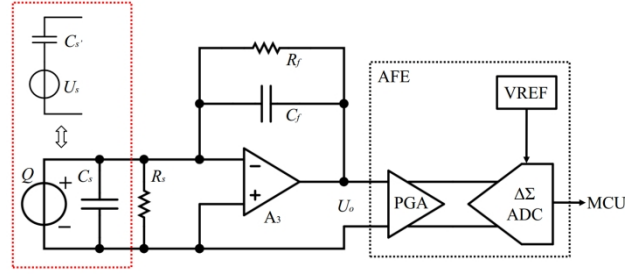 Cs'
Us
Rf
Cf
Q
+
−
Cs
Rs
−
+
A3
Uo
AFE
VREF
PGA
ΔΣ
ADC
MCU